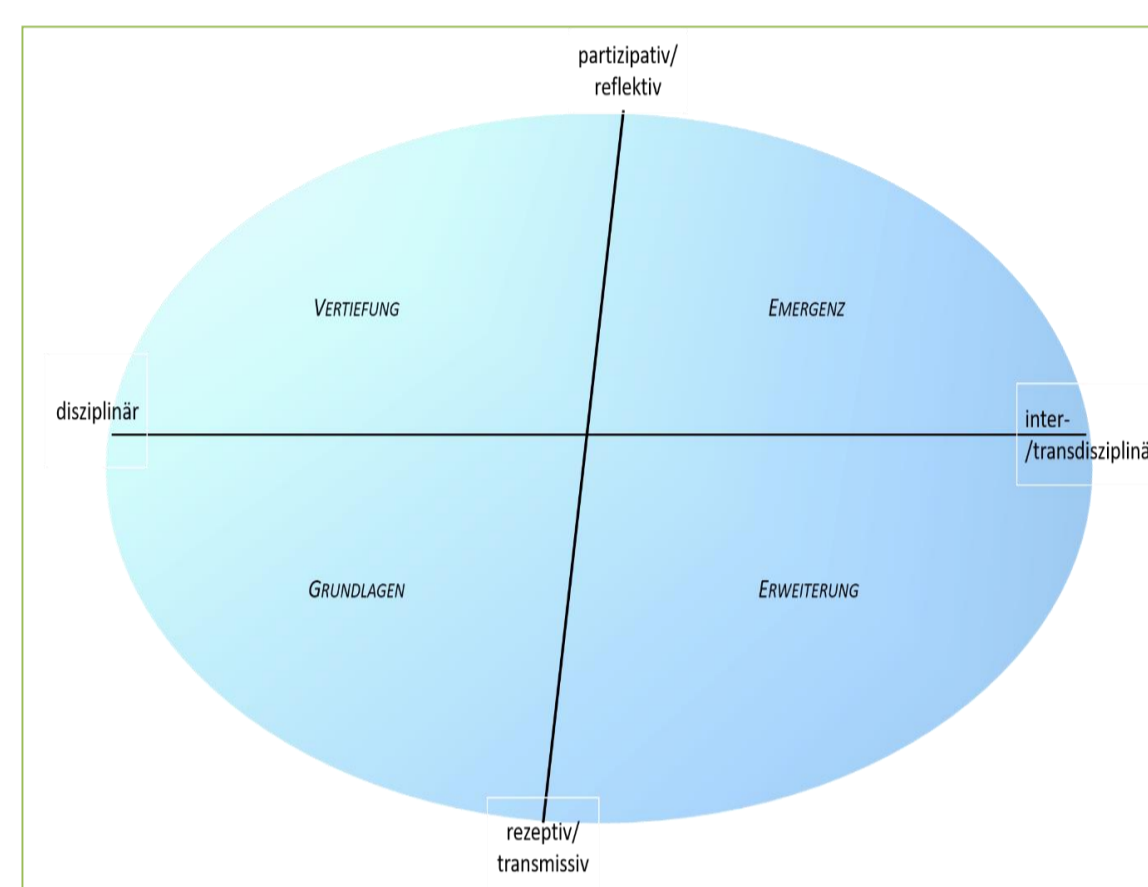 partizipativ/
reflektiv
VERTIEFUNG
EMERGENZ
disziplinär
inter-
/transdisziplinä
GRUNDLAGEN
ERWEITERUNG
rezeptiv/
transmissiv